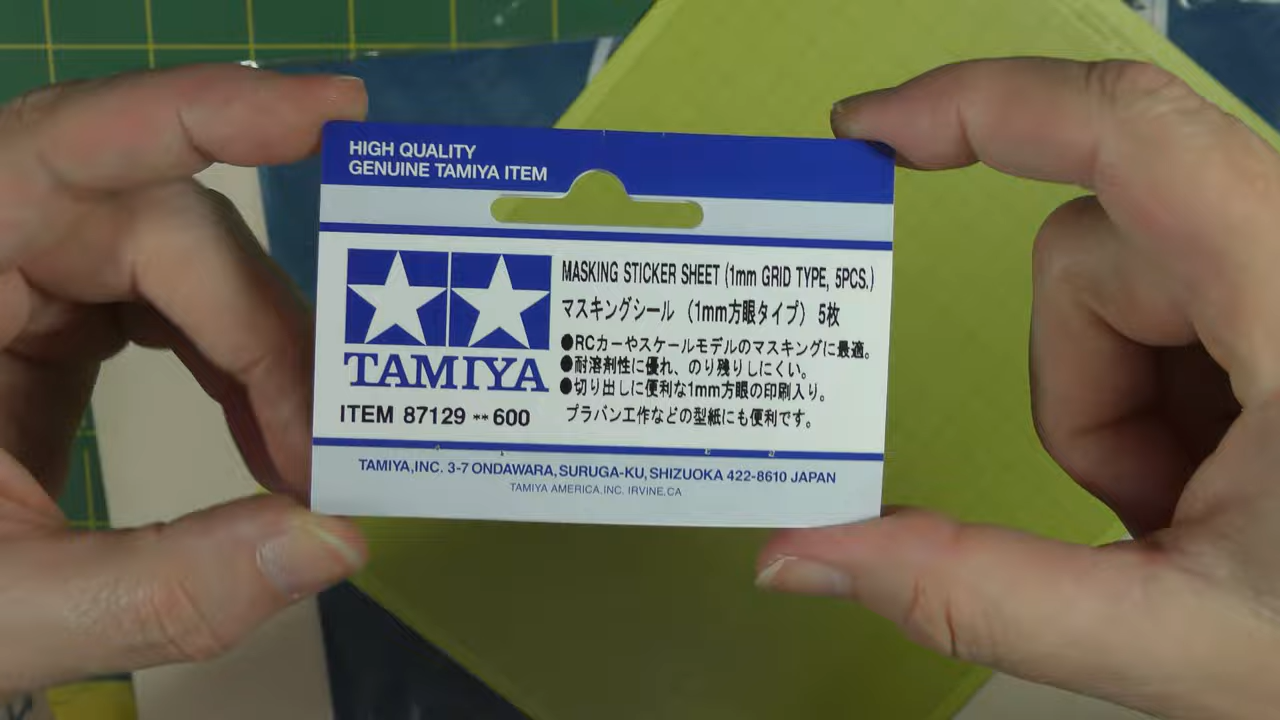 HIGH QUALITY
GENUINE TAMIYA ITEM
TAMIYA
ITEM 87129 ** 600
MASKING STICKER SHEET (1mm GRID TYPE, 5PCS.)
マスキングシール (1mm方眼タイプ) 5枚
●RCカーやスケールモデルのマスキングに最適。
●耐溶剤性に優れ、のり残りしにくい。
●切り出しに便利な1mm方眼の印刷入り。
プラバン工作などの型紙にも便利です。
TAMIYA,INC. 3-7 ONDAWARA, SURUGA-KU, SHIZUOKA 422-8610 JAPAN
TAMIYA AMERICA,INC. IRVINE,CA